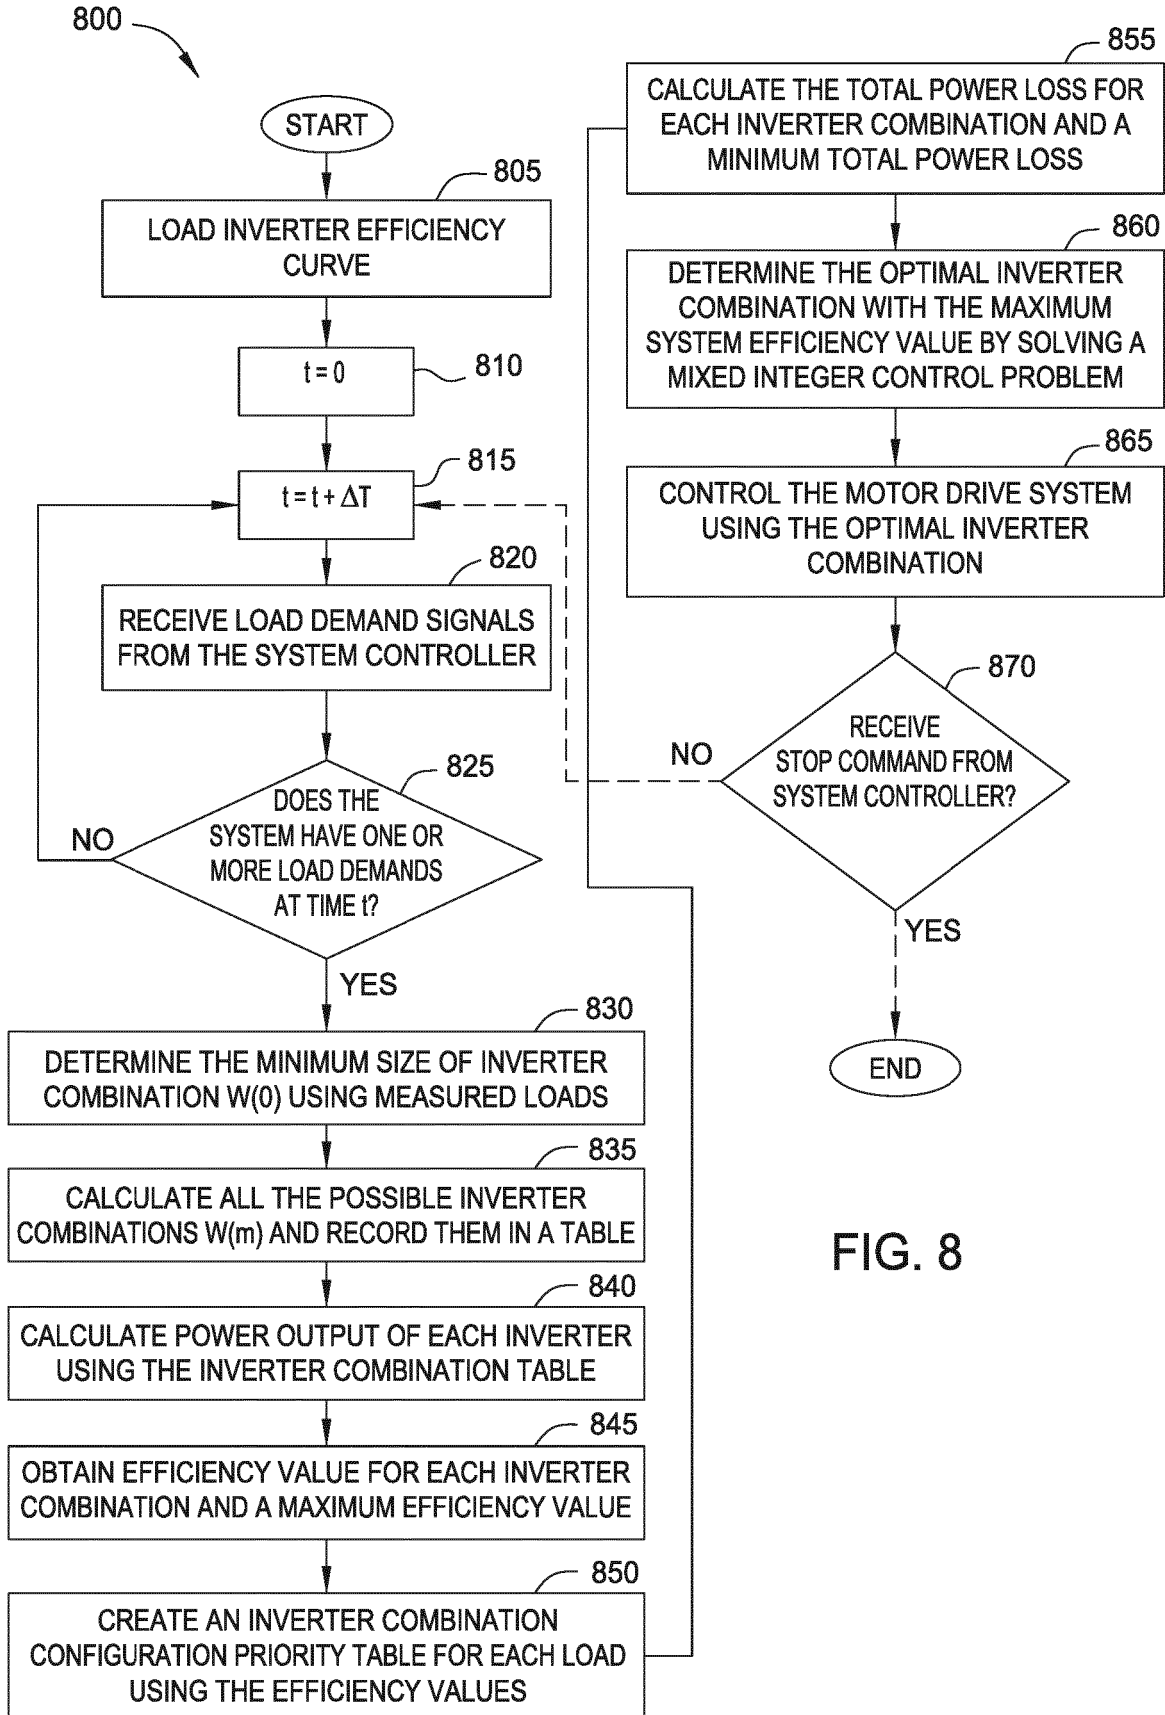 800
START
805
LOAD INVERTER EFFICIENCY
CURVE
t = 0
810
815
t = t + ΔT
820
RECEIVE LOAD DEMAND SIGNALS
FROM THE SYSTEM CONTROLLER
825
DOES THE
SYSTEM HAVE ONE OR
MORE LOAD DEMANDS
AT TIME t?
NO
YES
830
DETERMINE THE MINIMUM SIZE OF INVERTER
COMBINATION W(0) USING MEASURED LOADS
835
CALCULATE ALL THE POSSIBLE INVERTER
COMBINATIONS W(m) AND RECORD THEM IN A TABLE
840
CALCULATE POWER OUTPUT OF EACH INVERTER
USING THE INVERTER COMBINATION TABLE
845
OBTAIN EFFICIENCY VALUE FOR EACH INVERTER
COMBINATION AND A MAXIMUM EFFICIENCY VALUE
850
CREATE AN INVERTER COMBINATION
CONFIGURATION PRIORITY TABLE FOR EACH LOAD
USING THE EFFICIENCY VALUES
855
CALCULATE THE TOTAL POWER LOSS FOR
EACH INVERTER COMBINATION AND A
MINIMUM TOTAL POWER LOSS
860
DETERMINE THE OPTIMAL INVERTER
COMBINATION WITH THE MAXIMUM
SYSTEM EFFICIENCY VALUE BY SOLVING A
MIXED INTEGER CONTROL PROBLEM
865
CONTROL THE MOTOR DRIVE SYSTEM
USING THE OPTIMAL INVERTER
COMBINATION
870
RECEIVE
STOP COMMAND FROM
SYSTEM CONTROLLER?
NO
YES
END
FIG. 8